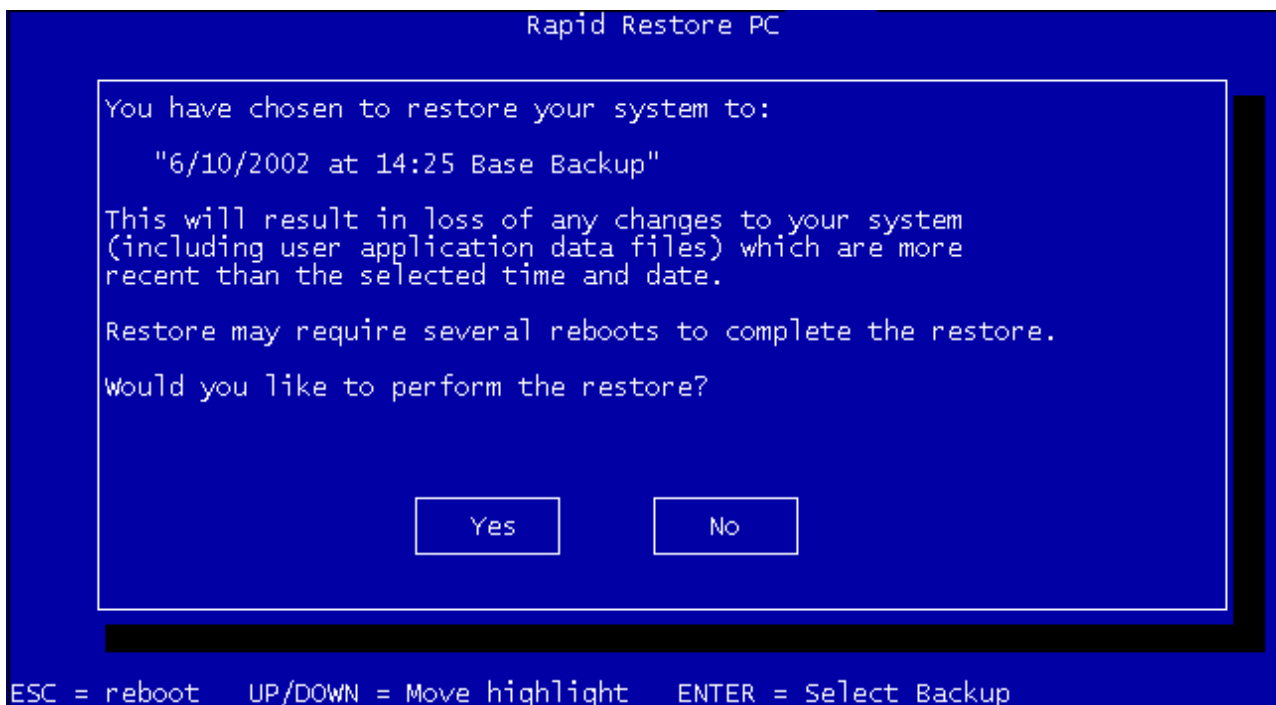 Rapid Restore PC
You have chosen to restore your system to:
"6/10/2002 at 14:25 Base Backup"
This will result in loss of any changes to your system
(including user application data files) which are more
recent than the selected time and date.
Restore may require several reboots to complete the restore.
Would you like to perform the restore?
Yes No
ESC = reboot UP/DOWN = Move highlight ENTER = Select Backup